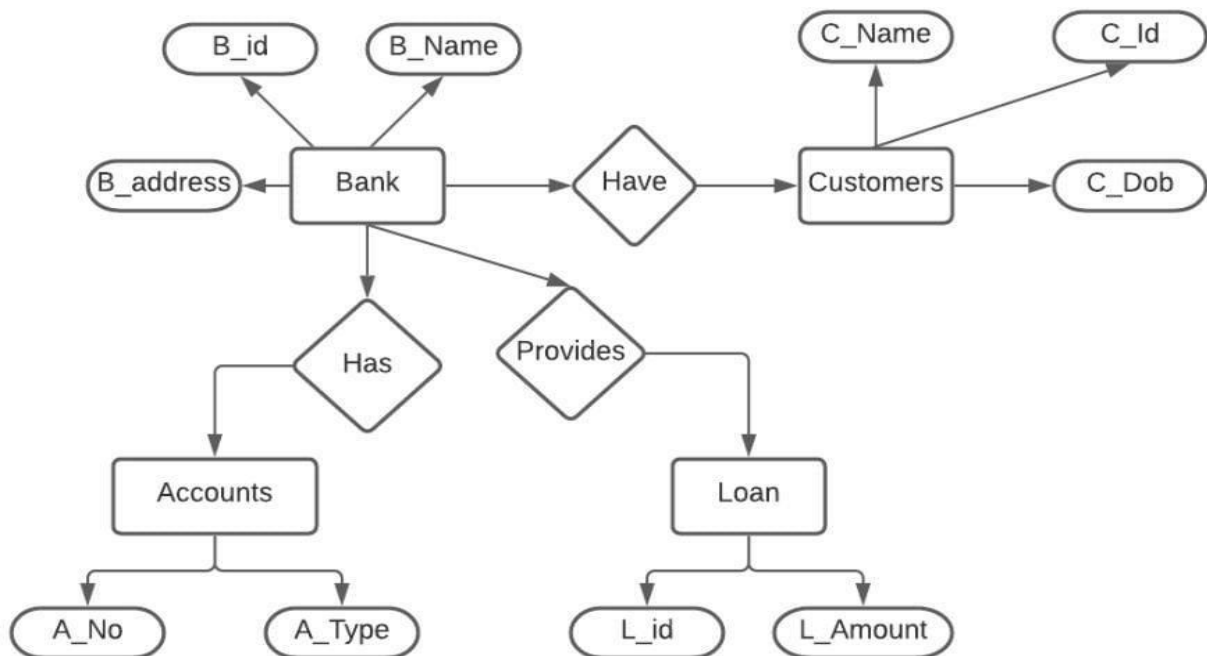 B_id
B_Name
C_Name
C_Id
B_address
Bank
Have
Customers
C_Dob
Has
Provides
Accounts
Loan
A_No
A_Type
L_id
L_Amount